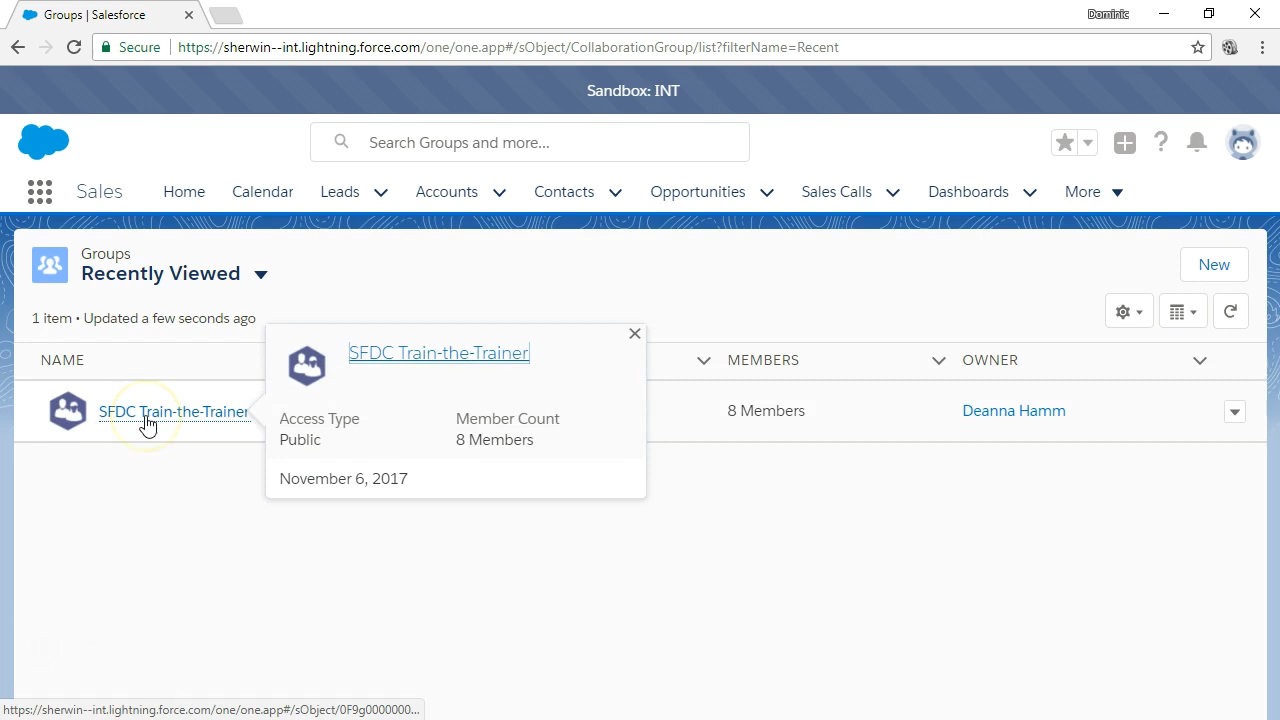 Groups | Salesforce
Dominic
Secure
https://sherwin--int.lightning.force.com/one/one.app#/sObject/CollaborationGroup/list?filterName=Recent
Sandbox: INT
Search Groups and more...
Sales
Home
Calendar
Leads
Accounts
Contacts
Opportunities
Sales Calls
Dashboards
More
Groups
Recently Viewed
New
1 item • Updated a few seconds ago
NAME
MEMBERS
OWNER
SFDC Train-the-Trainer
8 Members
Deanna Hamm
SFDC Train-the-Trainer
Access Type
Member Count
Public
8 Members
November 6, 2017
https://sherwin--int.lightning.force.com/one/one.app#/sObject/0F9g0000000...